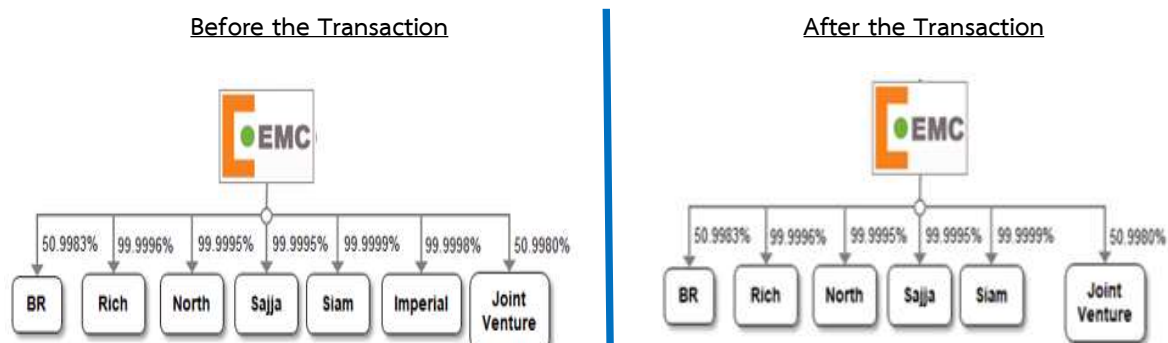 Before the Transaction
EMC
50.9983% 99.9996% 99.9995% 99.9995% 99.9999% 99.9998% 50.9980%
BR Rich North Sajja Siam Imperial Joint Venture
After the Transaction
EMC
50.9983% 99.9996% 99.9995% 99.9995% 99.9999% 50.9980%
BR Rich North Sajja Siam Joint Venture